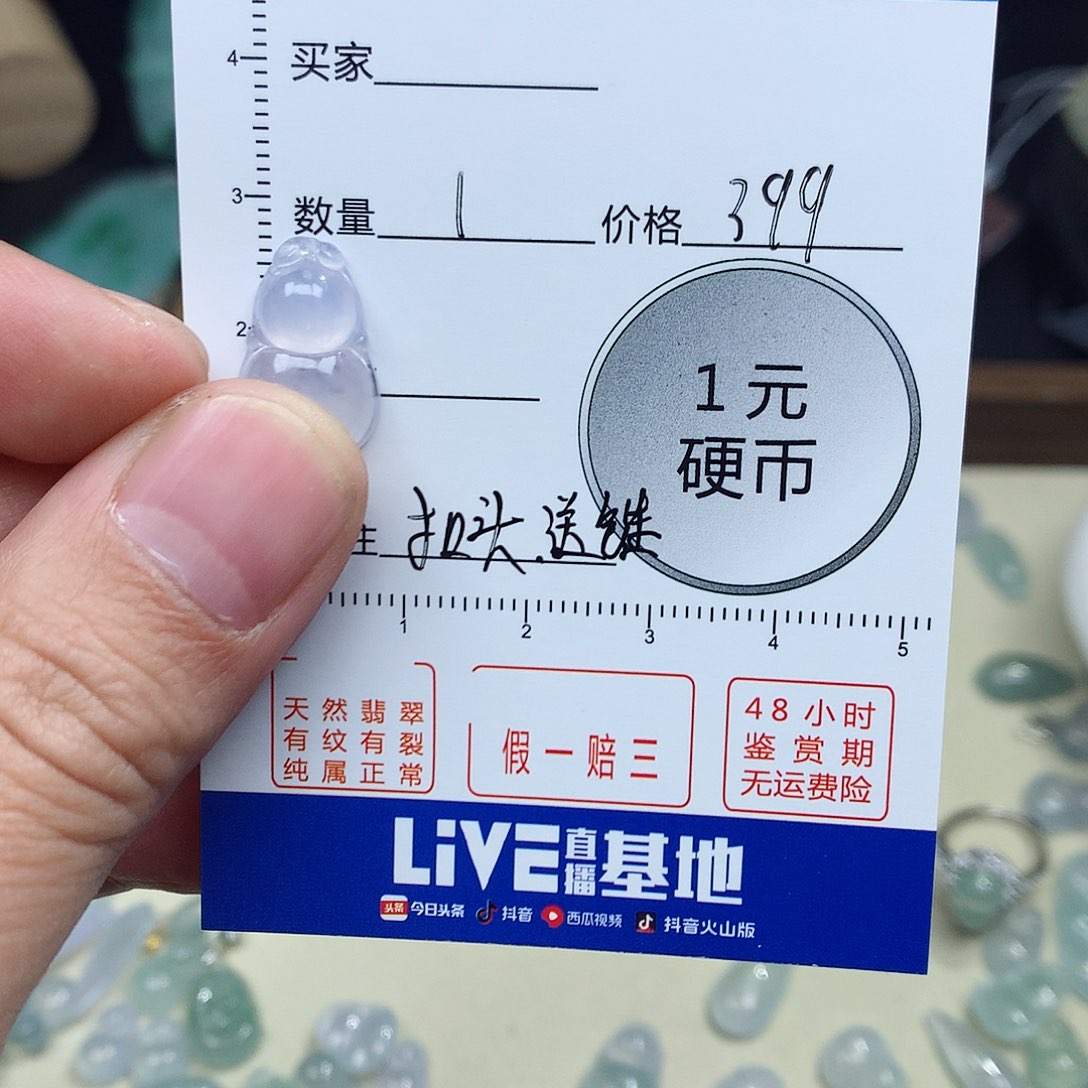 4
买家
3
数量 1 价格 399
2
1元
硬币
扣头.送链
1 2 3 4 5
天然翡翠
有纹有裂
纯属正常
假一赔三
48小时
鉴赏期
无运费险
LiVE直播基地
头条 今日头条 抖音 西瓜视频 抖音火山版